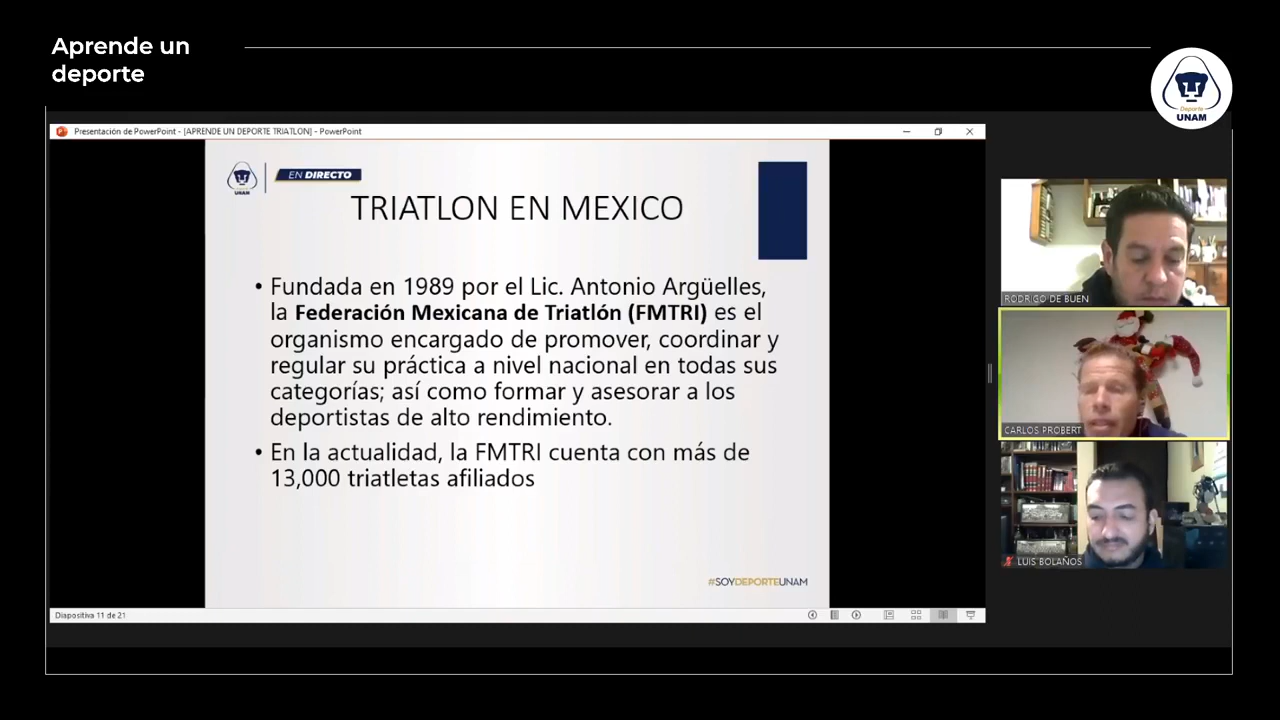 Aprende un
deporte
Deporte
UNAM
Presentación de PowerPoint - [APRENDE UN DEPORTE TRIATLON] - PowerPoint
UNAM
EN DIRECTO
TRIATLON EN MEXICO
• Fundada en 1989 por el Lic. Antonio Argüelles,
la Federación Mexicana de Triatlón (FMTRI) es el
organismo encargado de promover, coordinar y
regular su práctica a nivel nacional en todas sus
categorías; así como formar y asesorar a los
deportistas de alto rendimiento.
• En la actualidad, la FMTRI cuenta con más de
13,000 triatletas afiliados
#SOYDEPORTEUNAM
Diapositiva 11 de 21
RODRIGO DE BUEN
CARLOS PROBERT
LUIS BOLAÑOS